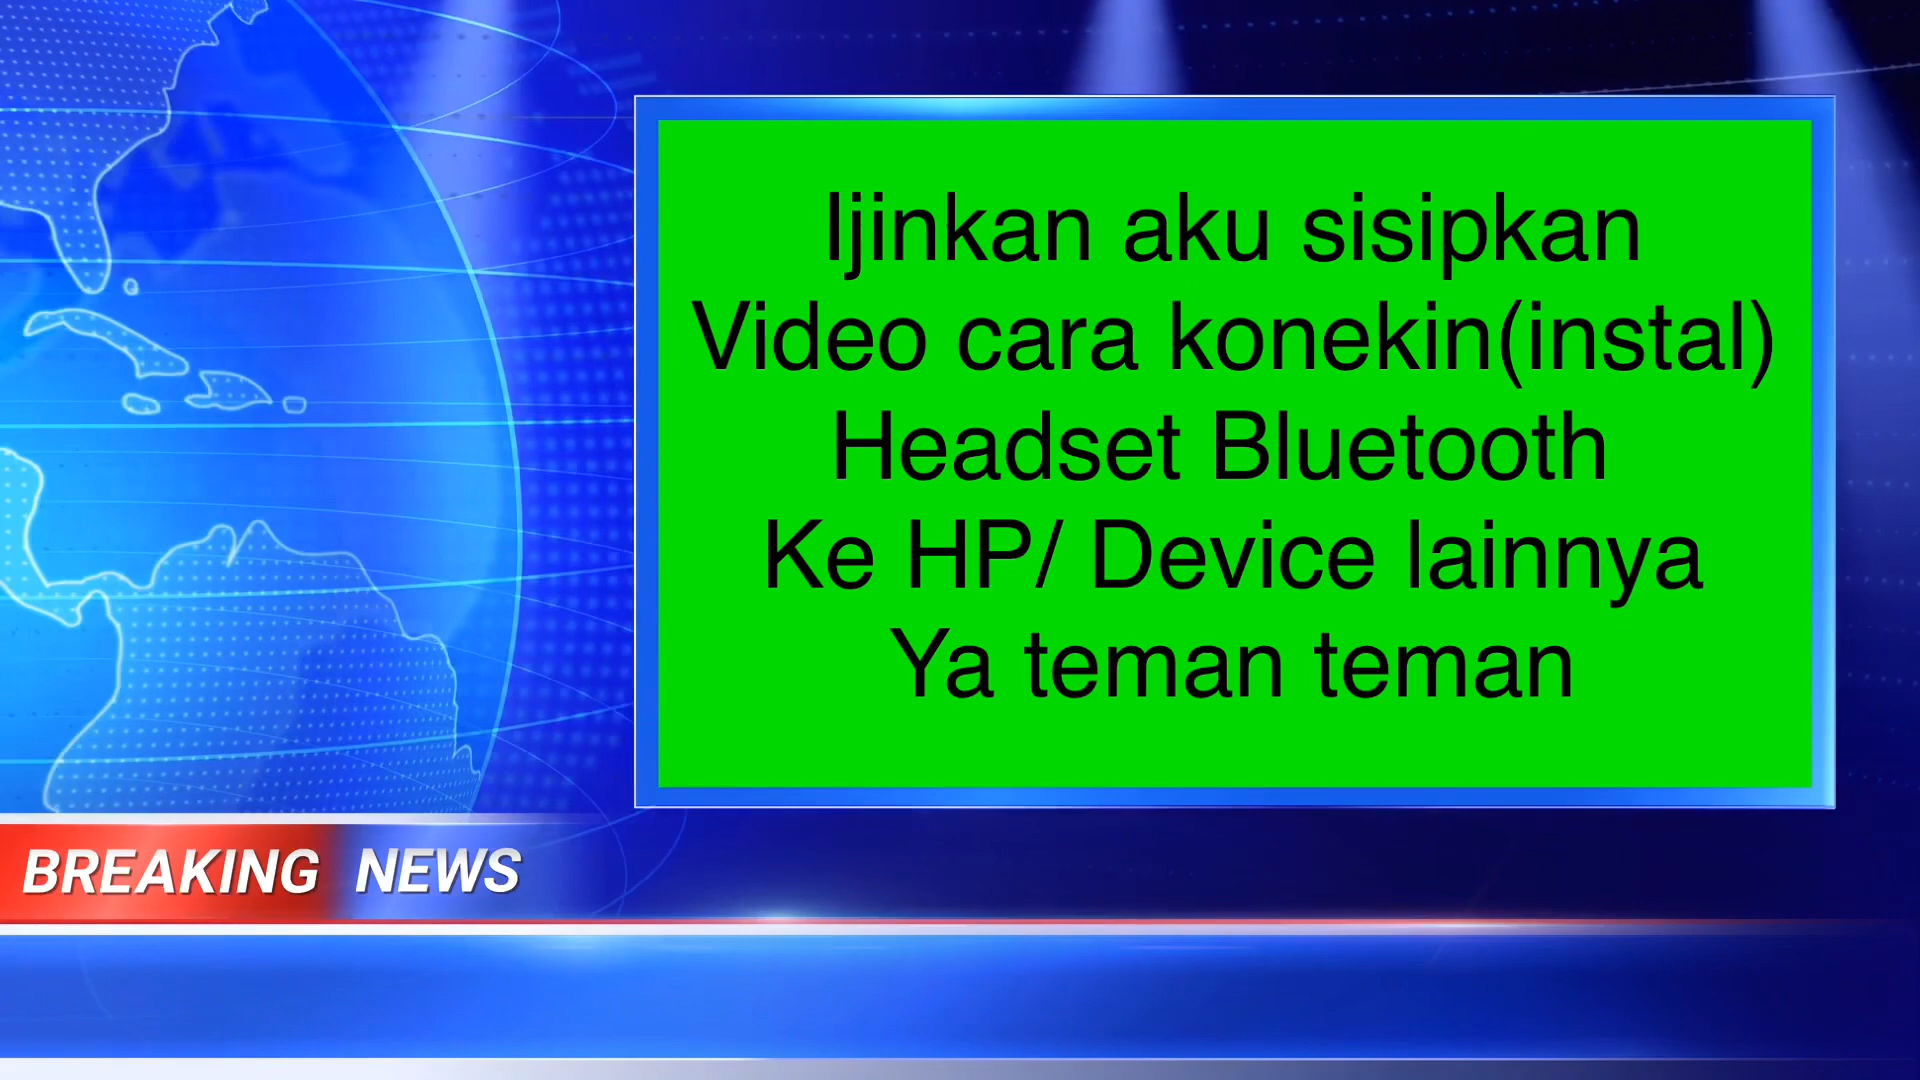 Ijinkan aku sisipkan
Video cara konekin(instal)
Headset Bluetooth
Ke HP/ Device lainnya
Ya teman teman
BREAKING NEWS